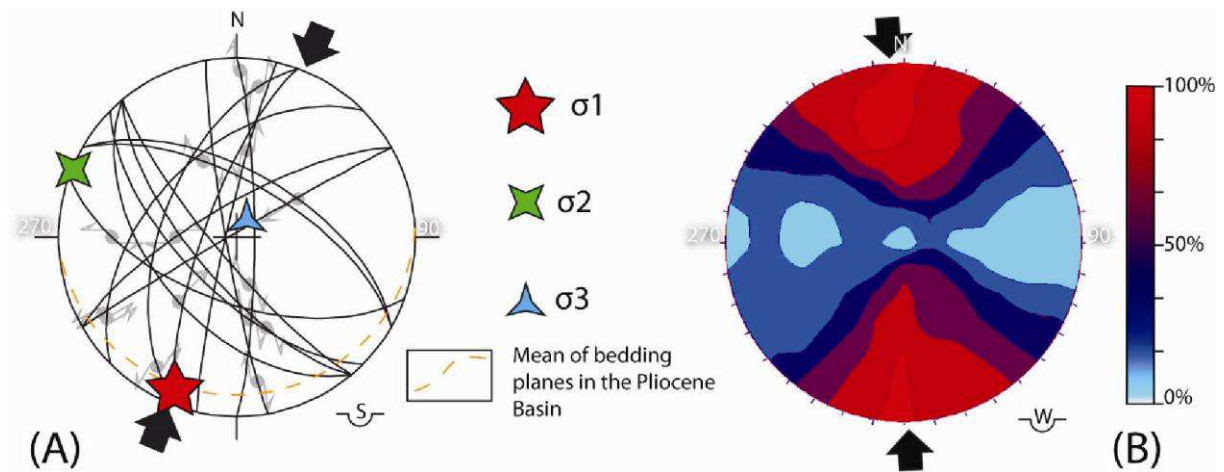 N
270
90
S
(A)
σ1
σ2
σ3
Mean of bedding
planes in the Pliocene
Basin
N
270
90
W
(B)
100%
50%
0%